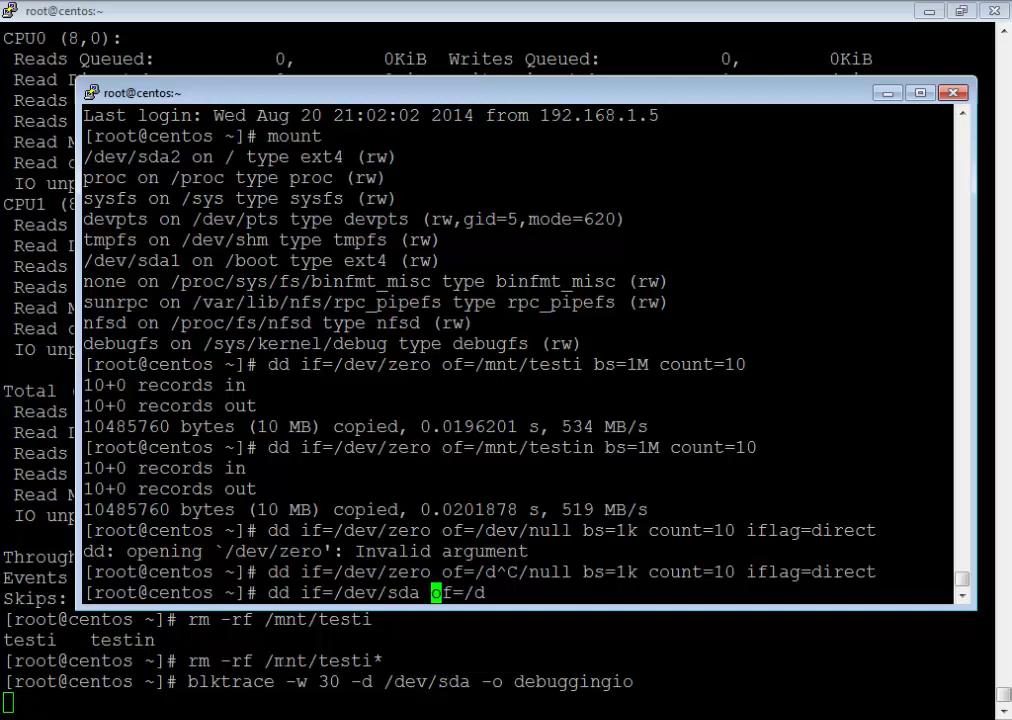 root@centos:~
CPU0 (8,0):
Reads Queued: 0, 0KiB Writes Queued: 0, 0KiB
Read D
Reads
Reads
Read M
Read c
IO unp
CPU1 (8
Reads
Read D
Reads
Reads
Read M
Read c
IO unp
Total (
Reads
Read D
Reads
Reads
Read M
IO unp
Through
Events
Skips:
root@centos:~
Last login: Wed Aug 20 21:02:02 2014 from 192.168.1.5
[root@centos ~]# mount
/dev/sda2 on / type ext4 (rw)
proc on /proc type proc (rw)
sysfs on /sys type sysfs (rw)
devpts on /dev/pts type devpts (rw,gid=5,mode=620)
tmpfs on /dev/shm type tmpfs (rw)
/dev/sda1 on /boot type ext4 (rw)
none on /proc/sys/fs/binfmt_misc type binfmt_misc (rw)
sunrpc on /var/lib/nfs/rpc_pipefs type rpc_pipefs (rw)
nfsd on /proc/fs/nfsd type nfsd (rw)
debugfs on /sys/kernel/debug type debugfs (rw)
[root@centos ~]# dd if=/dev/zero of=/mnt/testi bs=1M count=10
10+0 records in
10+0 records out
10485760 bytes (10 MB) copied, 0.0196201 s, 534 MB/s
[root@centos ~]# dd if=/dev/zero of=/mnt/testin bs=1M count=10
10+0 records in
10+0 records out
10485760 bytes (10 MB) copied, 0.0201878 s, 519 MB/s
[root@centos ~]# dd if=/dev/zero of=/dev/null bs=1k count=10 iflag=direct
dd: opening `/dev/zero': Invalid argument
[root@centos ~]# dd if=/dev/zero of=/d^C/null bs=1k count=10 iflag=direct
[root@centos ~]# dd if=/dev/sda of=/d
[root@centos ~]# rm -rf /mnt/testi
testi testin
[root@centos ~]# rm -rf /mnt/testi*
[root@centos ~]# blktrace -w 30 -d /dev/sda -o debuggingio